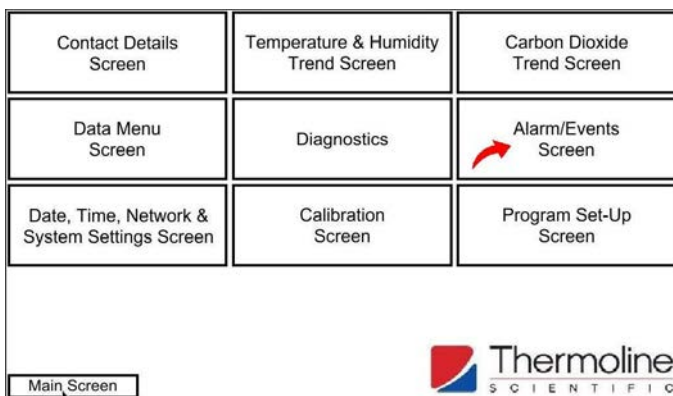 Contact Details
Screen
Temperature & Humidity
Trend Screen
Carbon Dioxide
Trend Screen
Data Menu
Screen
Diagnostics
Alarm/Events
Screen
Date, Time, Network &
System Settings Screen
Calibration
Screen
Program Set-Up
Screen
Main Screen
Thermoline
SCIENTIFIC